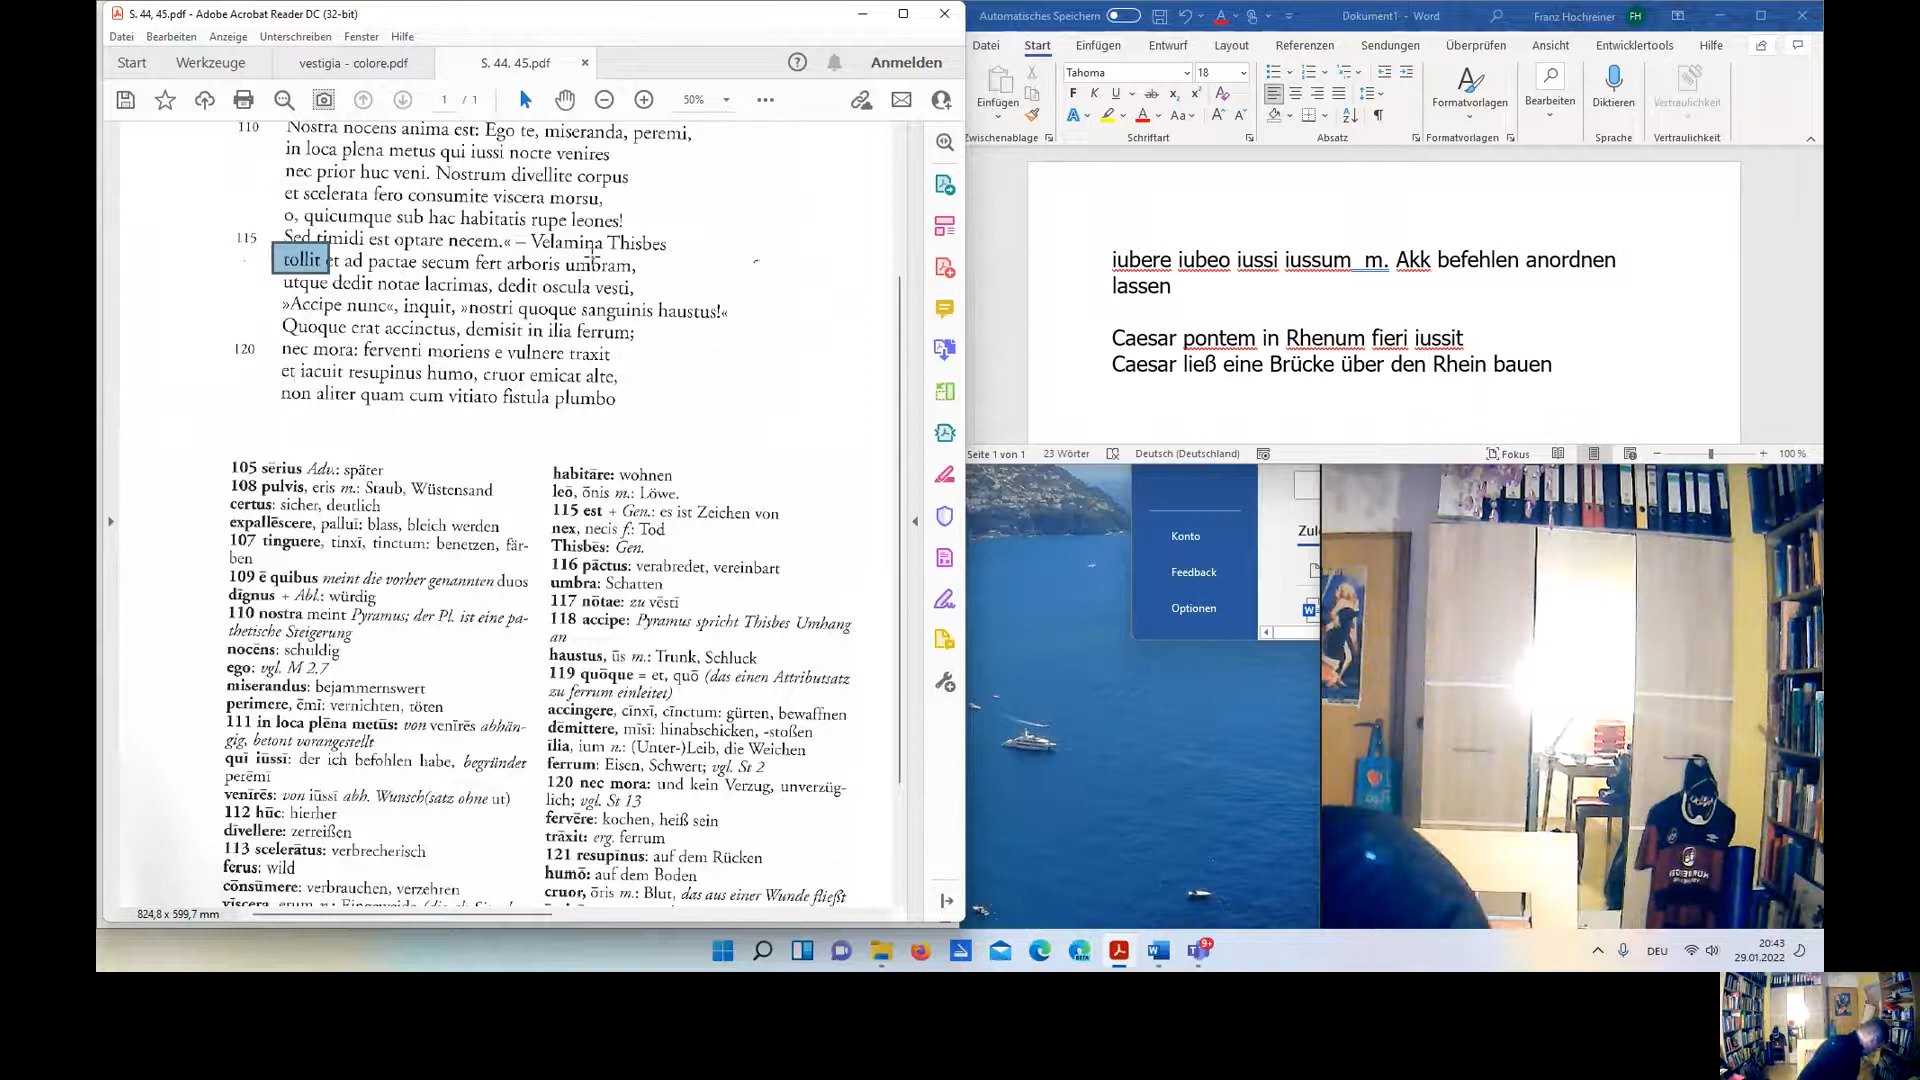 S. 44, 45.pdf - Adobe Acrobat Reader DC (32-bit)
Datei Bearbeiten Anzeige Unterschreiben Fenster Hilfe
Start Werkzeuge vestigia - colore.pdf S. 44, 45.pdf × Anmelden
1 / 1 50%
110 Nostra nocens anima est: Ego te, miseranda, peremi,
in loca plena metus qui iussi nocte venires
nec prior huc veni. Nostrum divellite corpus
et scelerata fero consumite viscera morsu,
o, quicumque sub hac habitatis rupe leones!
115 Sed timidi est optare necem.« – Velamina Thisbes
tollit et ad pactae secum fert arboris umbram,
utque dedit notae lacrimas, dedit oscula vesti,
»Accipe nunc«, inquit, »nostri quoque sanguinis haustus!«
Quoque erat accinctus, demisit in ilia ferrum;
120 nec mora: ferventi moriens e vulnere traxit
et iacuit resupinus humo, cruor emicat alte,
non aliter quam cum vitiato fistula plumbo
105 sērius Adv.: später
108 pulvis, eris m.: Staub, Wüstensand
certus: sicher, deutlich
expallēscere, palluī: blass, bleich werden
107 tinguere, tinxī, tinctum: benetzen, fär-
ben
109 ē quibus meint die vorher genannten duos
dīgnus + Abl.: würdig
110 nostra meint Pyramus; der Pl. ist eine pa-
thetische Steigerung
nocēns: schuldig
ego: vgl. M 2.7
miserandus: bejammernswert
perimere, ēmī: vernichten, töten
111 in loca plēna metūs: von venīrēs abhän-
gig, betont vorangestellt
quī iūssī: der ich befohlen habe, begründet
perēmī
venīrēs: von iūssī abh. Wunsch(satz ohne ut)
112 hūc: hierher
dīvellere: zerreißen
113 scelerātus: verbrecherisch
ferus: wild
cōnsūmere: verbrauchen, verzehren
habitāre: wohnen
leō, ōnis m.: Löwe.
115 est + Gen.: es ist Zeichen von
nex, necis f.: Tod
Thisbēs: Gen.
116 pāctus: verabredet, vereinbart
umbra: Schatten
117 nōtae: zu vēstī
118 accipe: Pyramus spricht Thisbes Umhang
an
haustus, ūs m.: Trunk, Schluck
119 quōque = et, quō (das einen Attributsatz
zu ferrum einleitet)
accingere, cīnxī, cīnctum: gürten, bewaffnen
dēmittere, mīsī: hinabschicken, -stoßen
īlia, ium n.: (Unter-)Leib, die Weichen
ferrum: Eisen, Schwert; vgl. St 2
120 nec mora: und kein Verzug, unverzüg-
lich; vgl. St 13
fervēre: kochen, heiß sein
trāxit: erg. ferrum
121 resupīnus: auf dem Rücken
humō: auf dem Boden
cruor, ōris m.: Blut, das aus einer Wunde fließt
824,8 x 599,7 mm
Automatisches Speichern Dokument1 - Word Franz Hochreiner FH
Datei Start Einfügen Entwurf Layout Referenzen Sendungen Überprüfen Ansicht Entwicklertools Hilfe
Tahoma 18
Einfügen Formatvorlagen Bearbeiten Diktieren Vertraulichkeit
Zwischenablage Schriftart Absatz Formatvorlagen Sprache Vertraulichkeit
iubere iubeo iussi iussum m. Akk befehlen anordnen
lassen
Caesar pontem in Rhenum fieri iussit
Caesar ließ eine Brücke über den Rhein bauen
Seite 1 von 1 23 Wörter Deutsch (Deutschland) Fokus 100 %
Konto
Feedback
Optionen
Zul
DEU 20:43
29.01.2022
9+